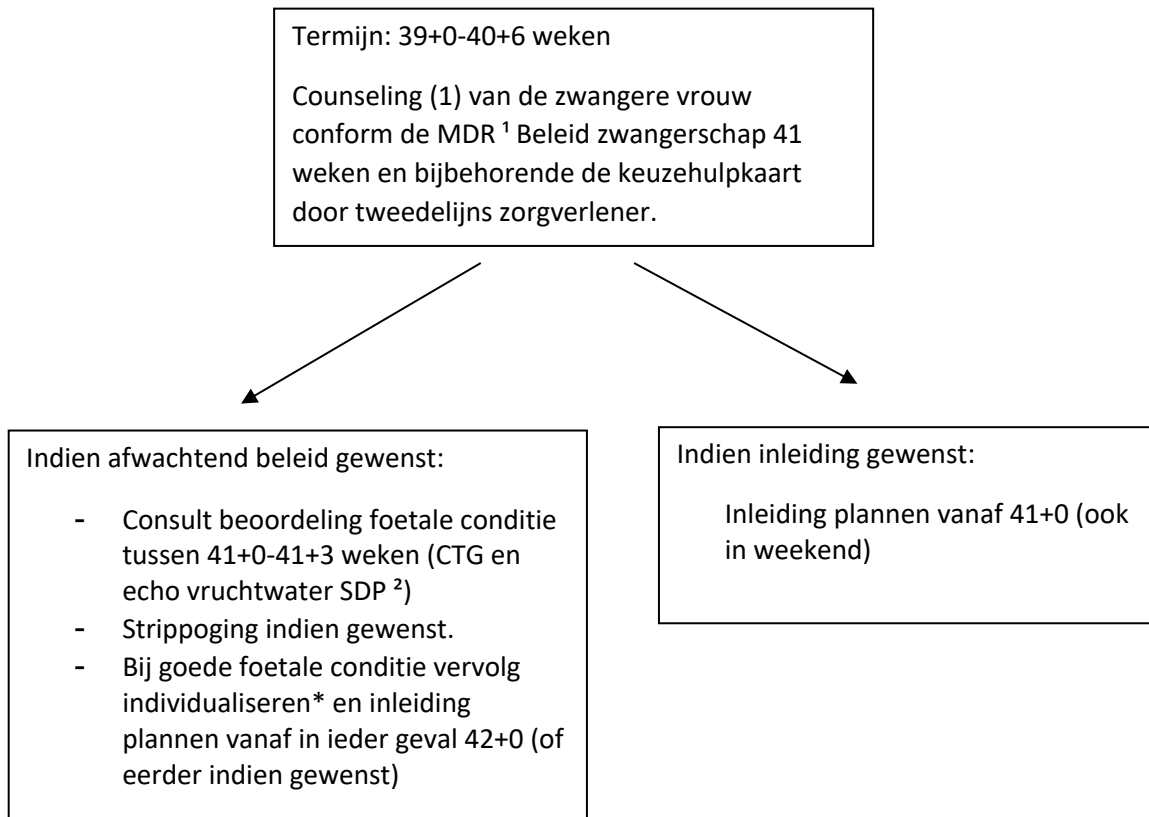 Termijn: 39+0-40+6 weken
Counseling (1) van de zwangere vrouw
conform de MDR ¹ Beleid zwangerschap 41
weken en bijbehorende de keuzehulpkaart
door tweedelijns zorgverlener.
Indien afwachtend beleid gewenst:
- Consult beoordeling foetale conditie
tussen 41+0-41+3 weken (CTG en
echo vruchtwater SDP ²)
- Strippoging indien gewenst.
- Bij goede foetale conditie vervolg
individualiseren* en inleiding
plannen vanaf in ieder geval 42+0 (of
eerder indien gewenst)
Indien inleiding gewenst:
Inleiding plannen vanaf 41+0 (ook
in weekend)